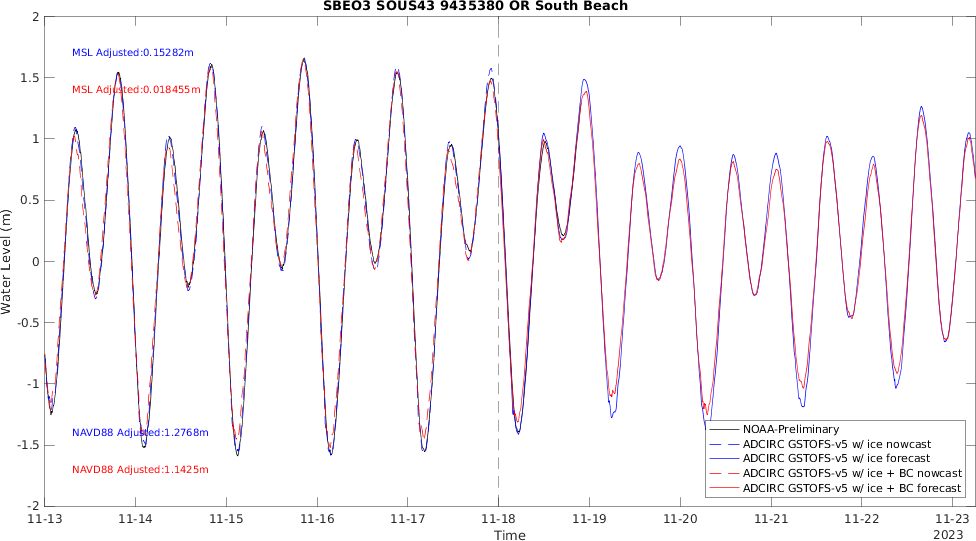 SBEO3 SOUS43 9435380 OR South Beach
2
1.5
1
0.5
0
-0.5
-1
-1.5
-2
Water Level (m)
MSL Adjusted:0.15282m
MSL Adjusted:0.018455m
NAVD88 Adjusted:1.2768m
NAVD88 Adjusted:1.1425m
NOAA-Preliminary
ADCIRC GSTOFS-v5 w/ ice nowcast
ADCIRC GSTOFS-v5 w/ ice forecast
ADCIRC GSTOFS-v5 w/ ice + BC nowcast
ADCIRC GSTOFS-v5 w/ ice + BC forecast
11-13 11-14 11-15 11-16 11-17 11-18 11-19 11-20 11-21 11-22 11-23
Time
2023